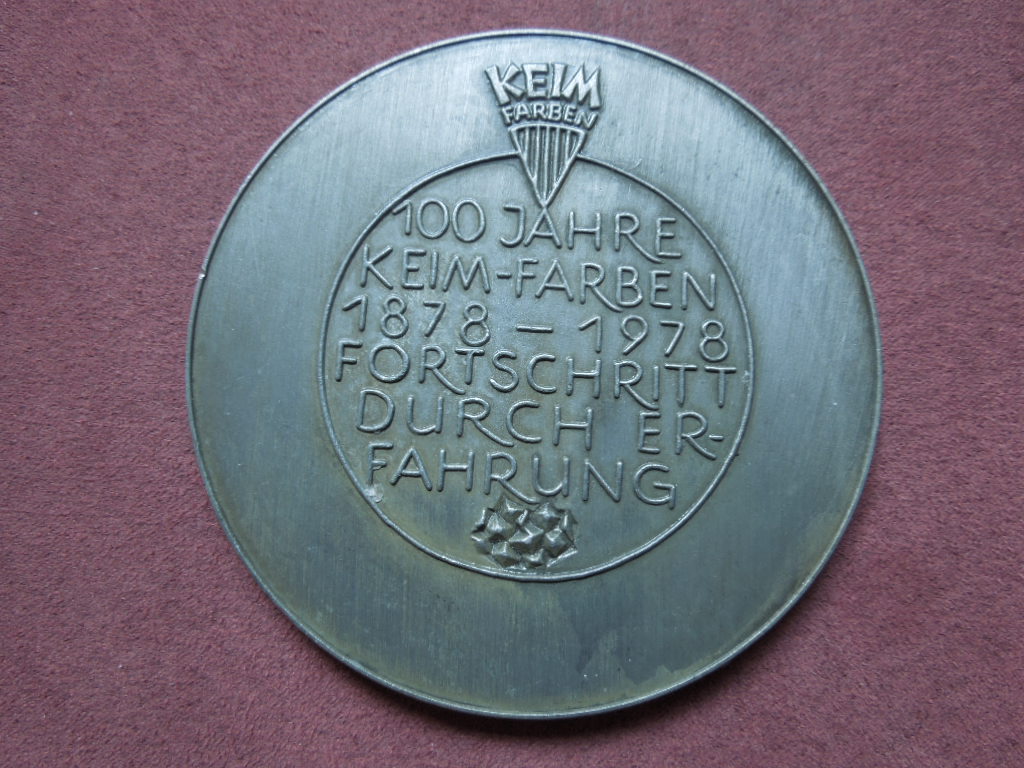 KEIM
FARBEN
100 JAHRE
KEIM-FARBEN
1878 – 1978
FORTSCHRITT
DURCH ER-
FAHRUNG